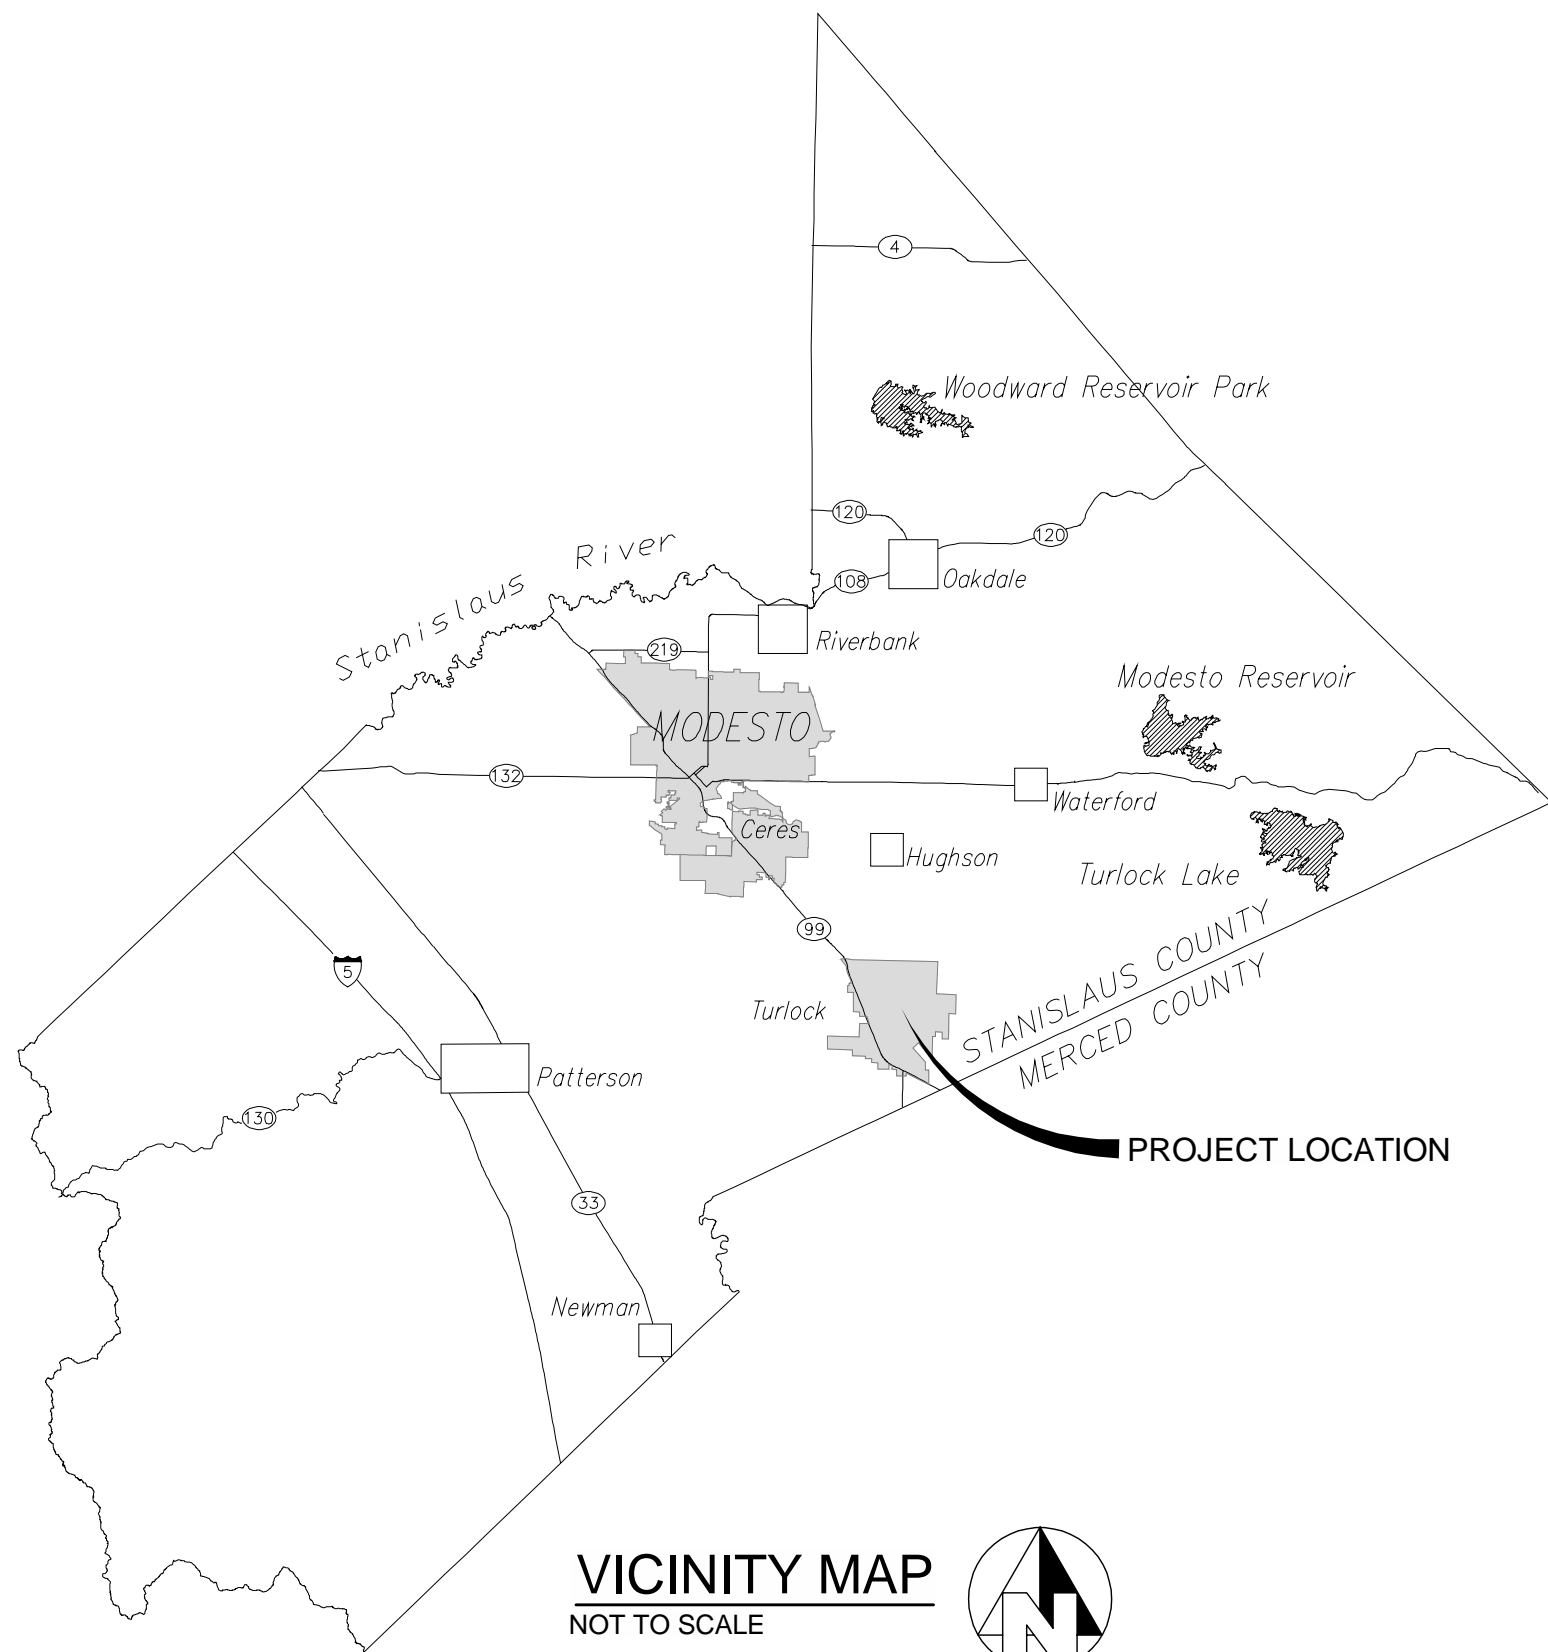 4
Woodward Reservoir Park
120
120
Stanislaus River
108
Oakdale
Riverbank
219
Modesto Reservoir
MODESTO
132
Waterford
Ceres
Hughson
Turlock Lake
99
STANISLAUS COUNTY
MERCED COUNTY
5
Turlock
Patterson
130
PROJECT LOCATION
33
Newman
VICINITY MAP
NOT TO SCALE
N